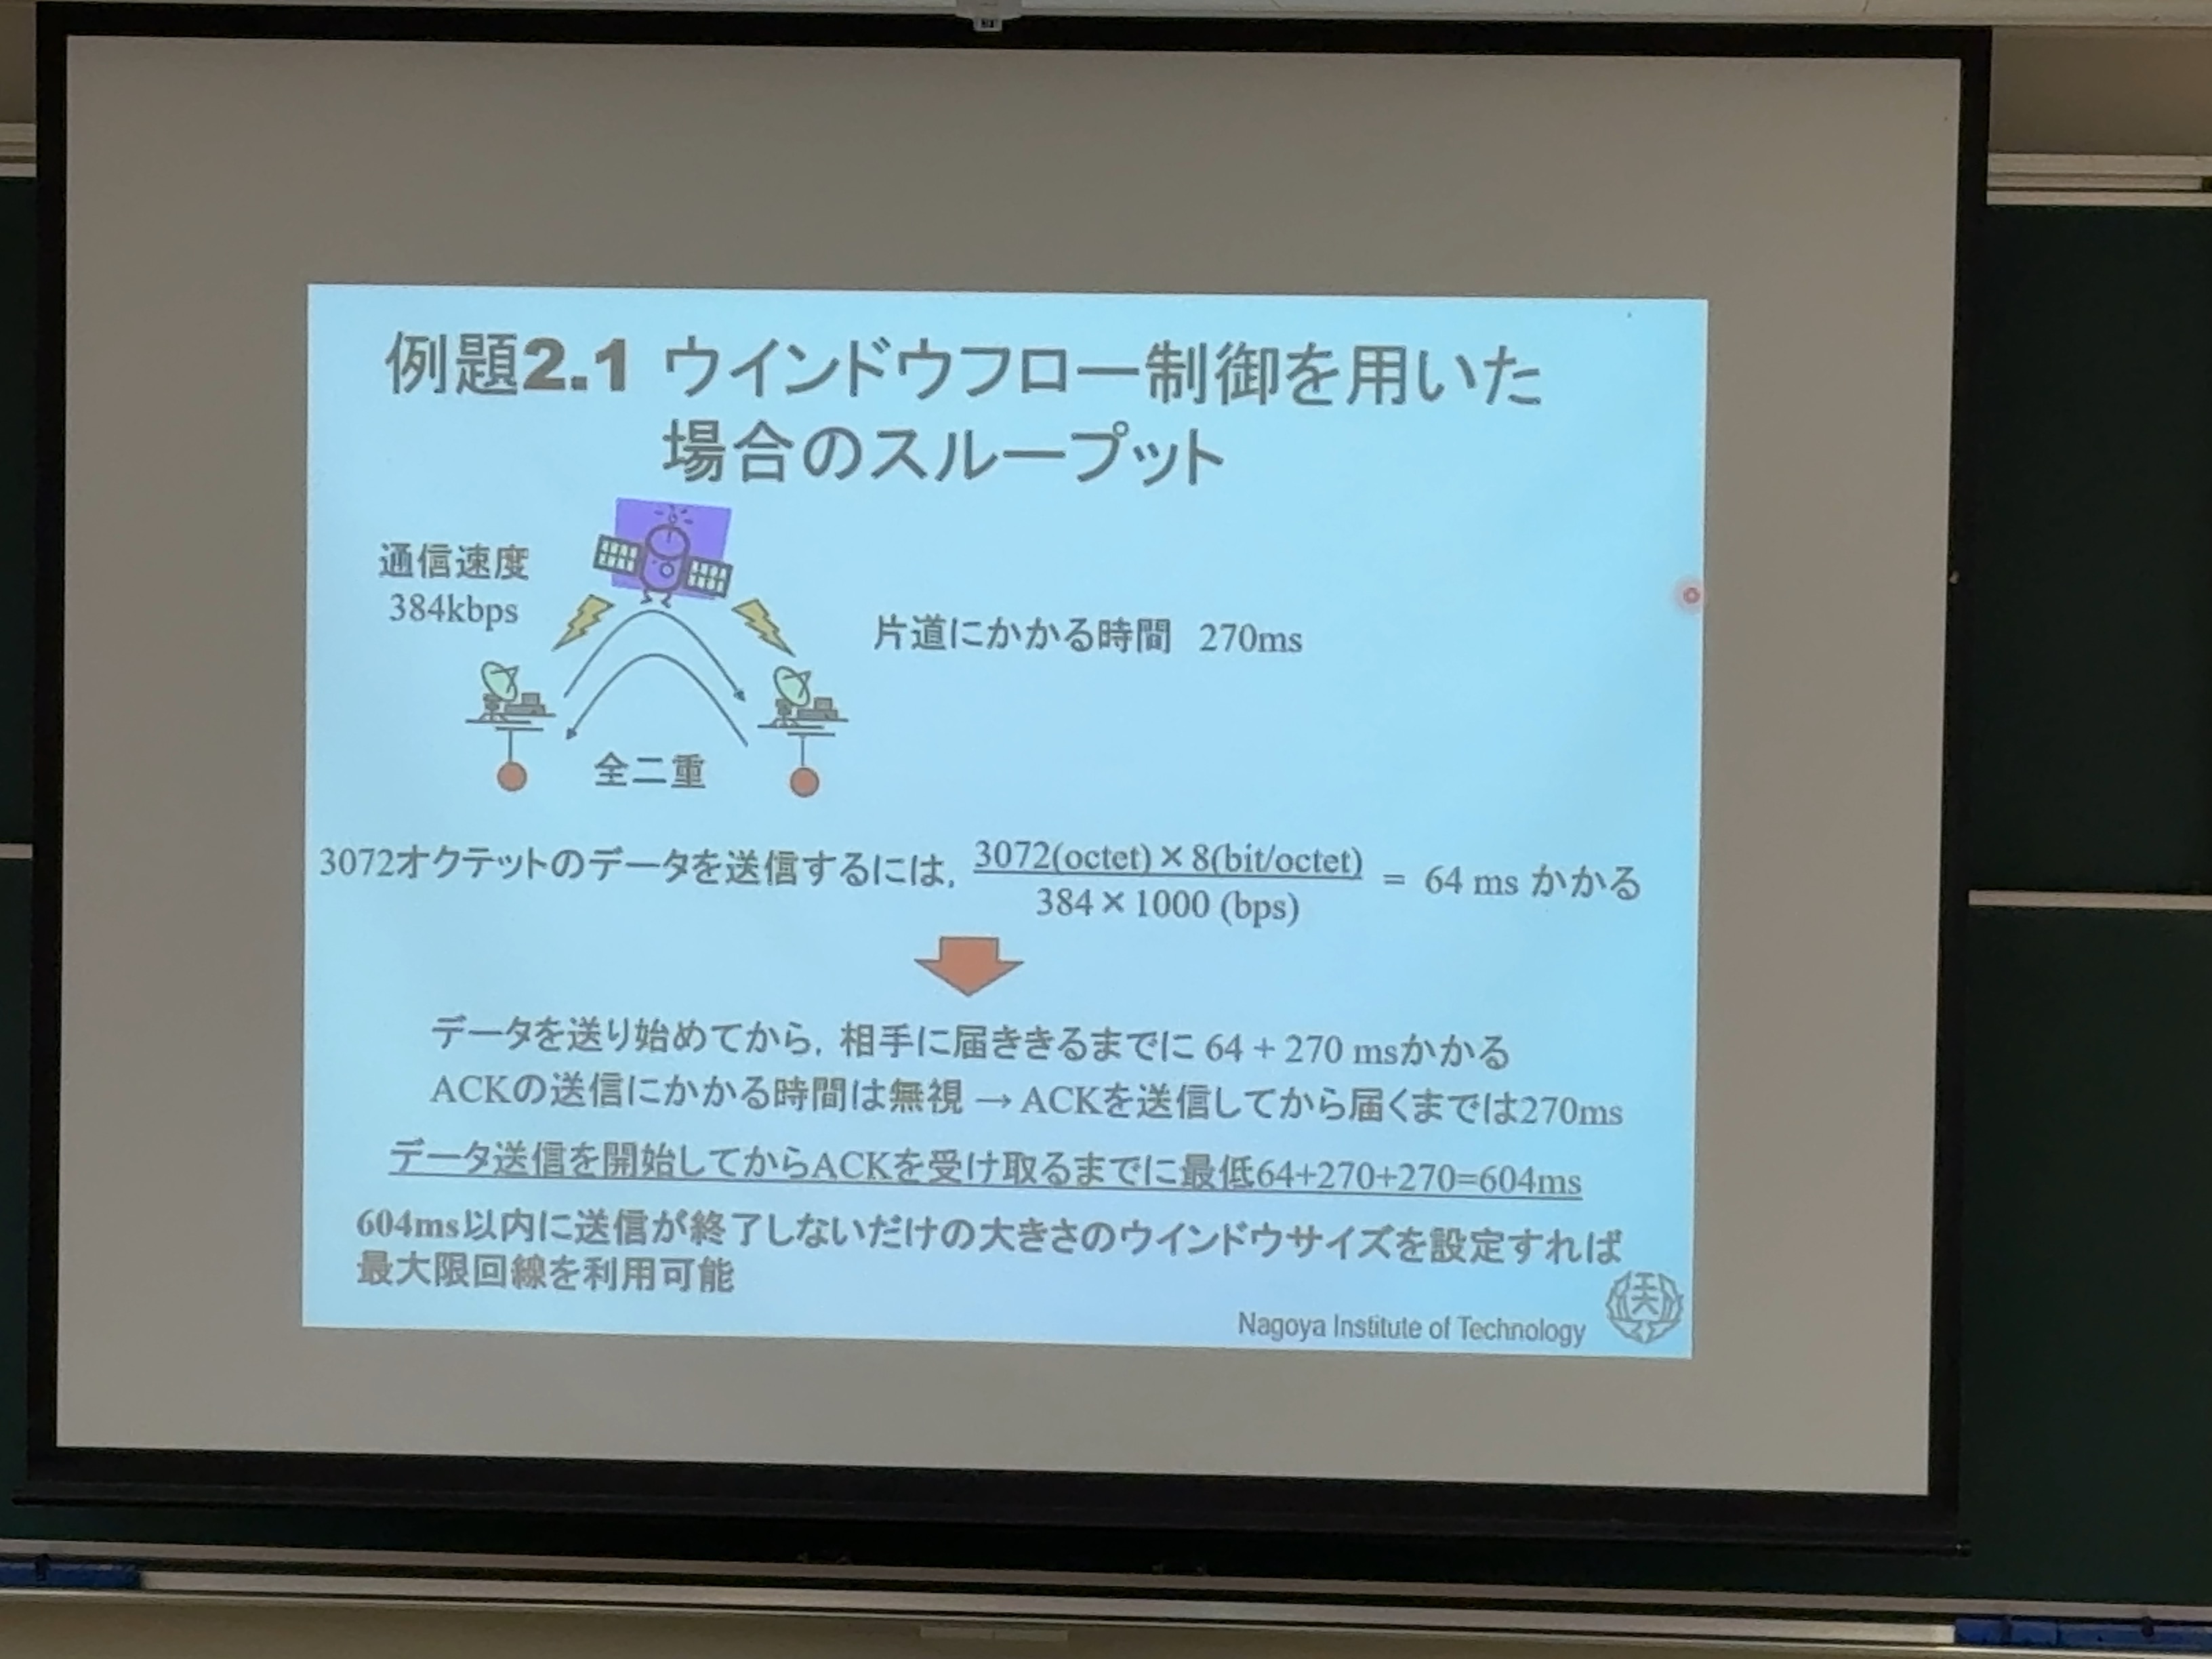 例題2.1 ウインドウフロー制御を用いた
場合のスループット
通信速度
384kbps
片道にかかる時間 270ms
全二重
3072オクテットのデータを送信するには, 3072(octet)×8(bit/octet) / 384×1000 (bps) = 64 ms かかる
データを送り始めてから, 相手に届ききるまでに 64 + 270 msかかる
ACKの送信にかかる時間は無視→ACKを送信してから届くまでは270ms
データ送信を開始してからACKを受け取るまでに最低64+270+270=604ms
604ms以内に送信が終了しないだけの大きさのウインドウサイズを設定すれば
最大限回線を利用可能
Nagoya Institute of Technology